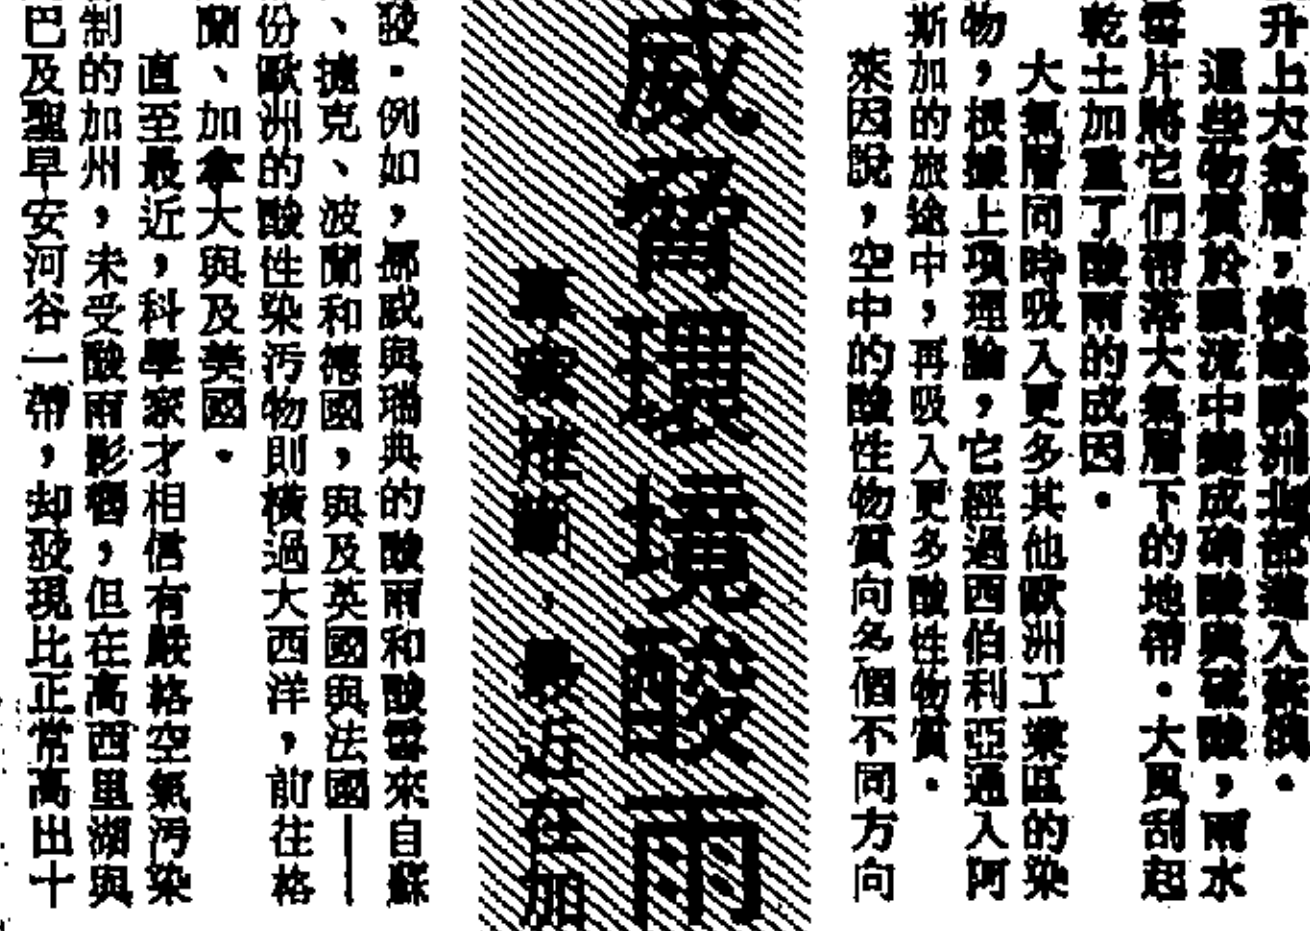 升上大氣層，橫越歐洲北部進入蘇俄。
這些物質於氣流中變成硝酸與硫酸，雨水
雪片將它們帶落大氣層下的地帶。大風刮起
乾土加重了酸雨的成因。
大氣層同時吸入更多其他歐洲工業區的染
物，根據上項理論，它經過西伯利亞通入阿
斯加的旅途中，再吸入更多酸性物質。
萊因說，空中的酸性物質向多個不同方向
威脅環境酸雨
專家推斷，最近在加
發。例如，挪威與瑞典的酸雨和酸雪來自蘇
、捷克、波蘭和德國，與及英國與法國——
份歐洲的酸性染污物則橫過大西洋，前往格
蘭、加拿大與及美國。
直至最近，科學家才相信有嚴格空氣污染
制的加州，未受酸雨影響，但在高西里湖與
巴及聖早安河谷一帶，却發現比正常高出十